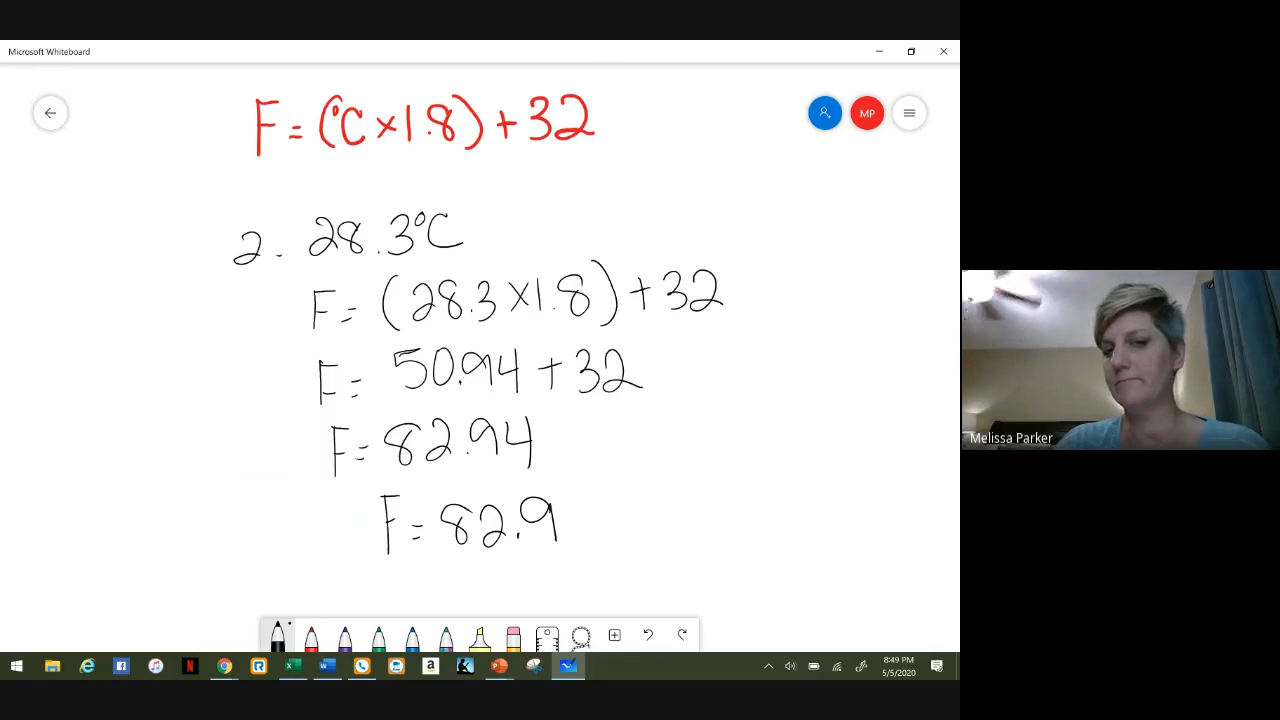 Microsoft Whiteboard
F = (°C × 1.8) + 32
MP
2. 28.3°C
F = (28.3 × 1.8) + 32
F = 50.94 + 32
F = 82.94
F = 82.9
Melissa Parker
8:49 PM
5/5/2020